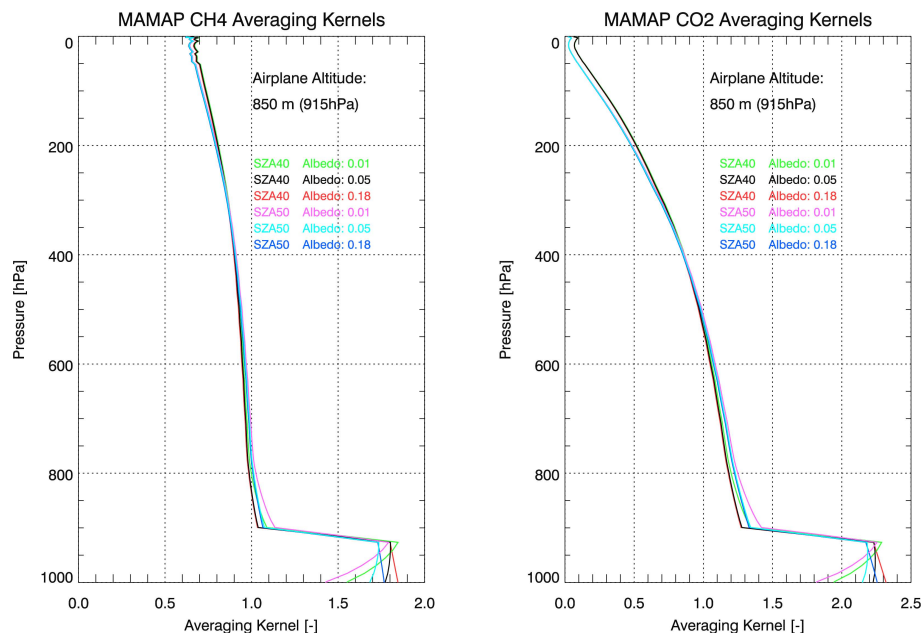 MAMAP CH4 Averaging Kernels
0
200
400
600
800
1000
Pressure [hPa]
Airplane Altitude:
850 m (915hPa)
SZA40 Albedo: 0.01
SZA40 Albedo: 0.05
SZA40 Albedo: 0.18
SZA50 Albedo: 0.01
SZA50 Albedo: 0.05
SZA50 Albedo: 0.18
0.0 0.5 1.0 1.5 2.0
Averaging Kernel [-]
MAMAP CO2 Averaging Kernels
0
200
400
600
800
1000
Pressure [hPa]
Airplane Altitude:
850 m (915hPa)
SZA40 Albedo: 0.01
SZA40 Albedo: 0.05
SZA40 Albedo: 0.18
SZA50 Albedo: 0.01
SZA50 Albedo: 0.05
SZA50 Albedo: 0.18
0.0 0.5 1.0 1.5 2.0 2.5
Averaging Kernel [-]